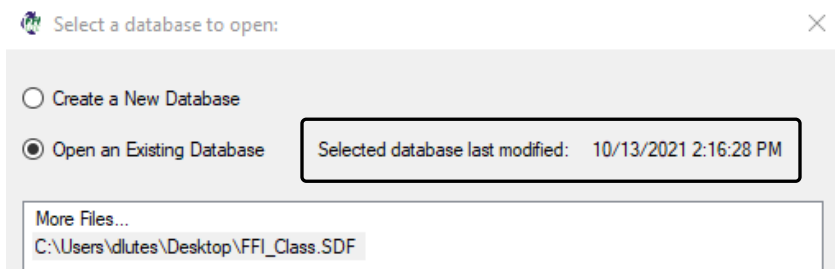 Select a database to open:
Create a New Database
Open an Existing Database Selected database last modified: 10/13/2021 2:16:28 PM
More Files...
C:\Users\dlutes\Desktop\FFI_Class.SDF